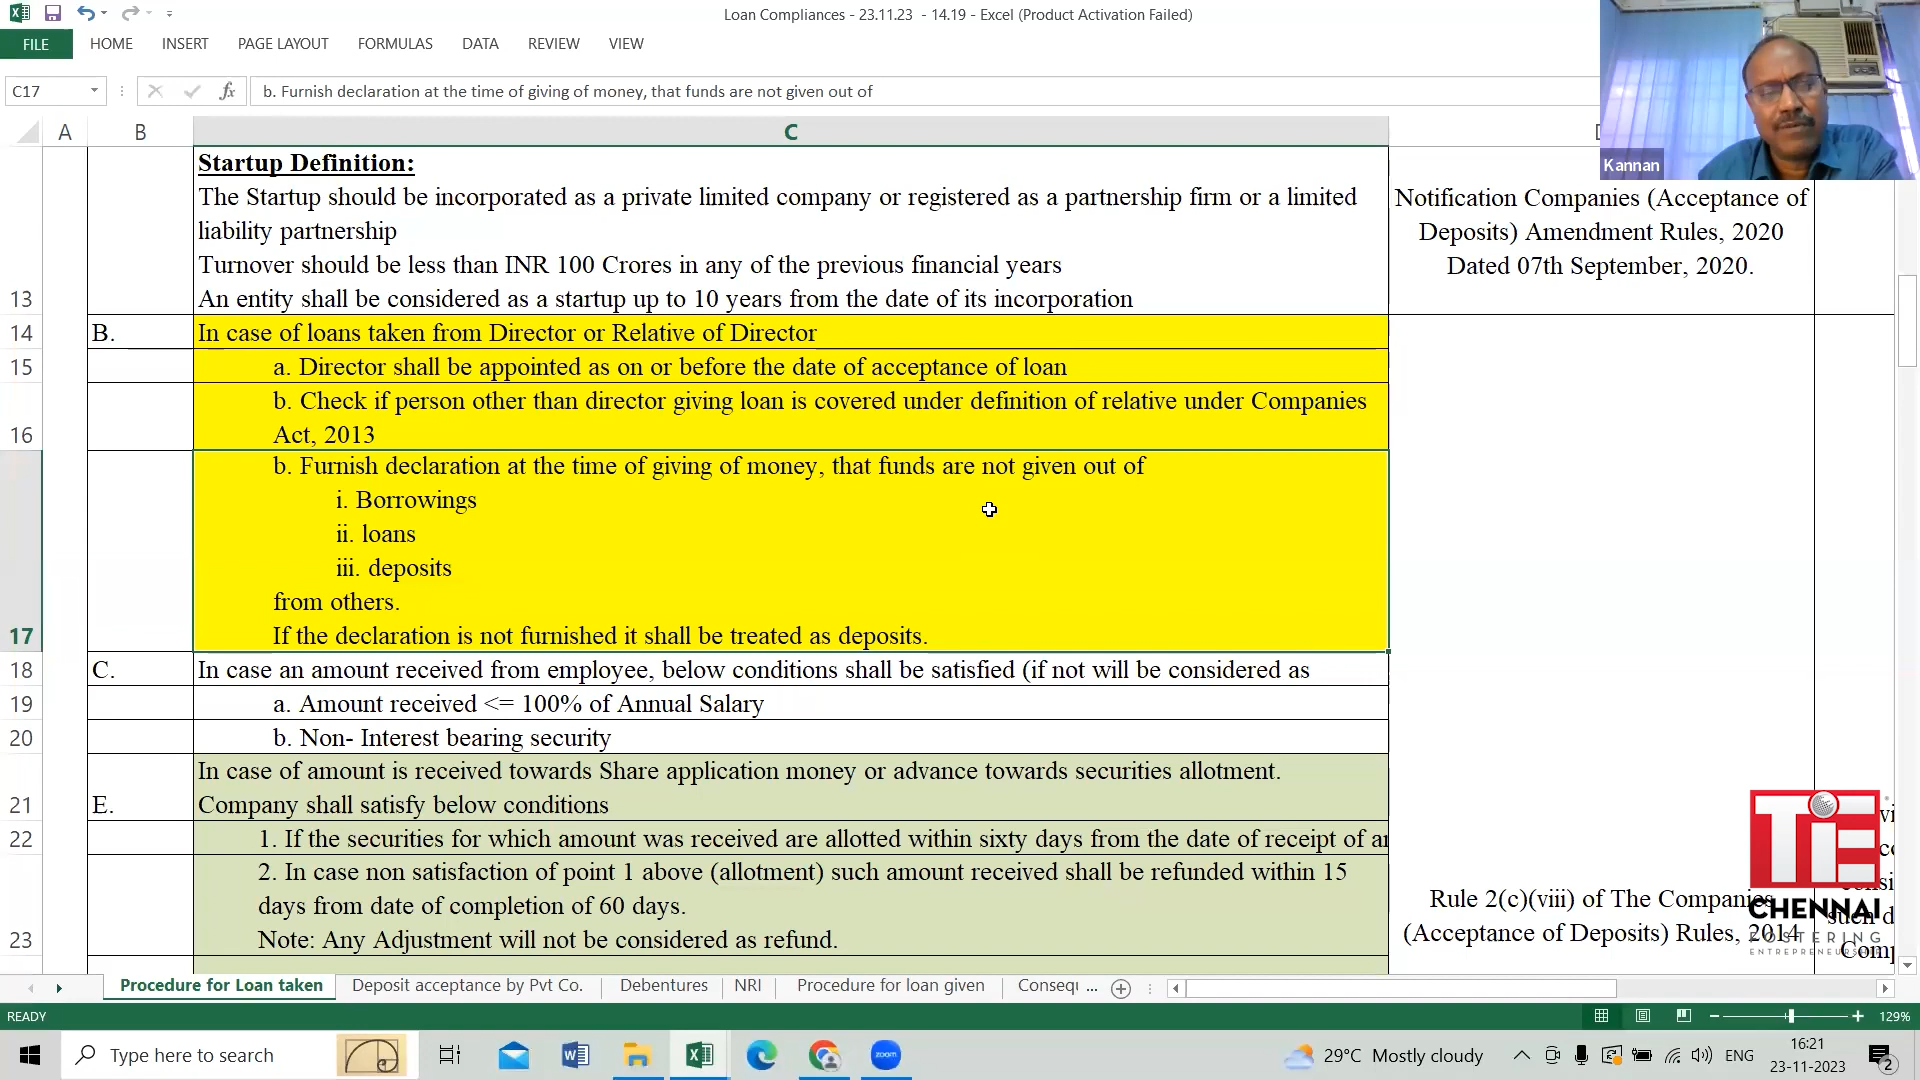 Loan Compliances - 23.11.23 - 14.19 - Excel (Product Activation Failed)
FILE HOME INSERT PAGE LAYOUT FORMULAS DATA REVIEW VIEW
C17 fx b. Furnish declaration at the time of giving of money, that funds are not given out of
Kannan
A B C
Startup Definition:
The Startup should be incorporated as a private limited company or registered as a partnership firm or a limited
liability partnership
Turnover should be less than INR 100 Crores in any of the previous financial years
An entity shall be considered as a startup up to 10 years from the date of its incorporation
13
Notification Companies (Acceptance of
Deposits) Amendment Rules, 2020
Dated 07th September, 2020.
14 B. In case of loans taken from Director or Relative of Director
15 a. Director shall be appointed as on or before the date of acceptance of loan
b. Check if person other than director giving loan is covered under definition of relative under Companies
16 Act, 2013
b. Furnish declaration at the time of giving of money, that funds are not given out of
i. Borrowings
ii. loans
iii. deposits
from others.
17 If the declaration is not furnished it shall be treated as deposits.
18 C. In case an amount received from employee, below conditions shall be satisfied (if not will be considered as
19 a. Amount received <= 100% of Annual Salary
20 b. Non- Interest bearing security
In case of amount is received towards Share application money or advance towards securities allotment.
21 E. Company shall satisfy below conditions
22 1. If the securities for which amount was received are allotted within sixty days from the date of receipt of
2. In case non satisfaction of point 1 above (allotment) such amount received shall be refunded within 15
days from date of completion of 60 days.
23 Note: Any Adjustment will not be considered as refund.
Rule 2(c)(viii) of The Companies
(Acceptance of Deposits) Rules, 2014
such d
TiE
CHENNAI
FOSTERING
ENTREPRENEURSHIP
Procedure for Loan taken Deposit acceptance by Pvt Co. Debentures NRI Procedure for loan given Consequ ...
READY 129%
Type here to search
zoom
29°C Mostly cloudy
ENG
16:21
23-11-2023
2